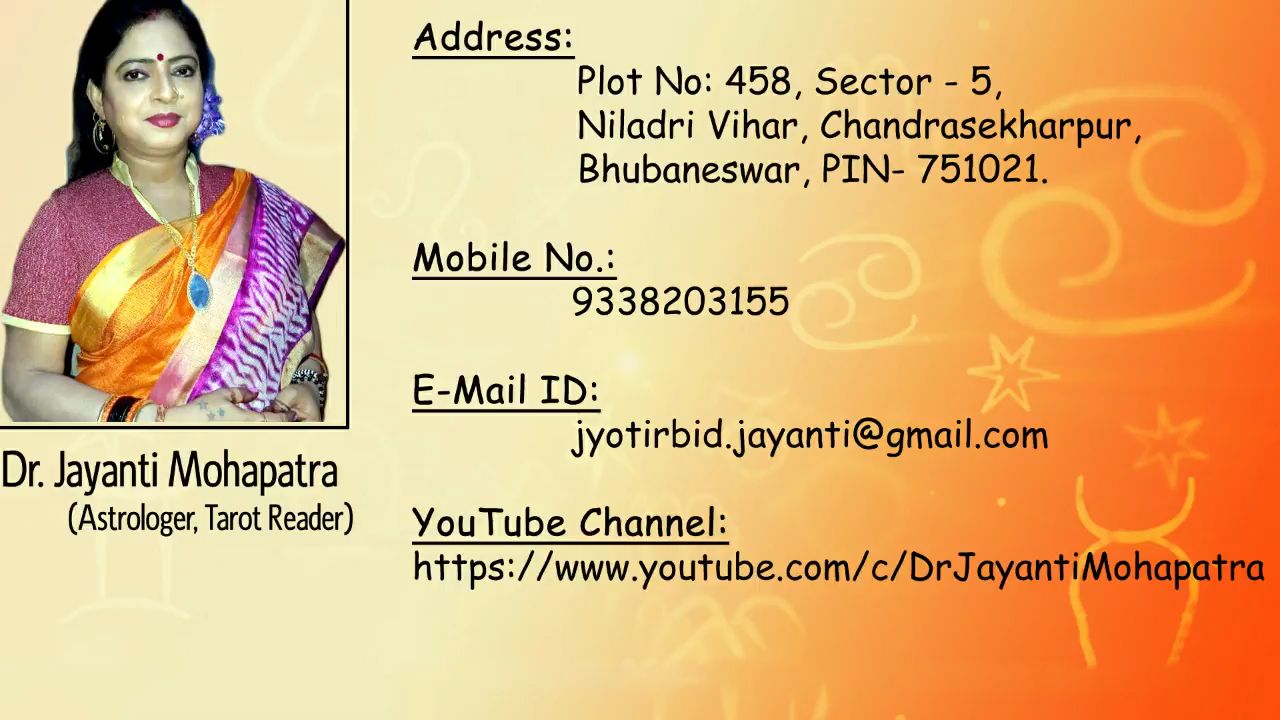 Address:
Plot No: 458, Sector - 5,
Niladri Vihar, Chandrasekharpur,
Bhubaneswar, PIN- 751021.
Mobile No.:
9338203155
E-Mail ID:
jyotirbid.jayanti@gmail.com
YouTube Channel:
https://www.youtube.com/c/DrJayantiMohapatra
Dr. Jayanti Mohapatra
(Astrologer, Tarot Reader)